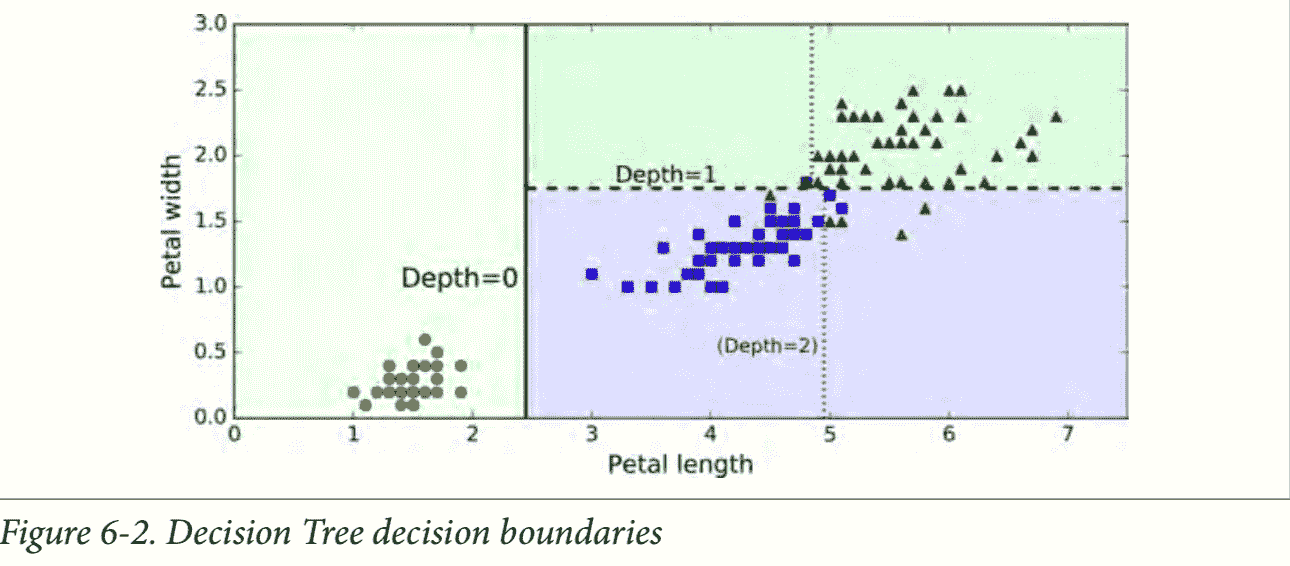 3.0
2.5
2.0
1.5
1.0
0.5
0.0
Petal width
Depth=1
Depth=0
(Depth=2)
0 1 2 3 4 5 6 7
Petal length
Figure 6-2. Decision Tree decision boundaries